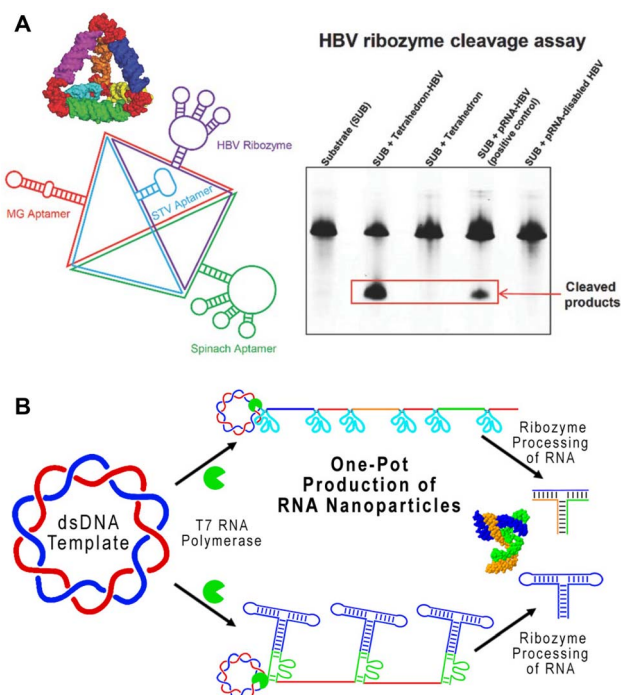 A
HBV ribozyme cleavage assay
HBV Ribozyme
STV Aptamer
MG Aptamer
Spinach Aptamer
Substrate (SUB)
SUB + Tetrahedron-HBV
SUB + Tetrahedron
SUB + pRNA-HBV
(positive control)
SUB + pRNA-disabled HBV
Cleaved
products
B
dsDNA
Template
T7 RNA
Polymerase
One-Pot
Production of
RNA Nanoparticles
Ribozyme
Processing
of RNA
Ribozyme
Processing
of RNA